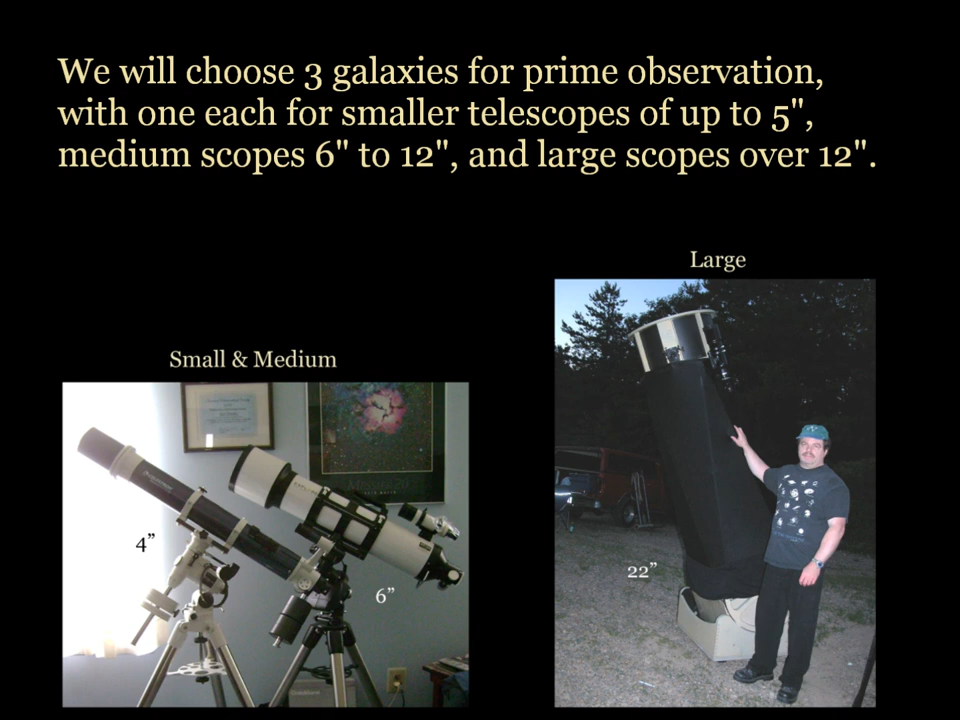 We will choose 3 galaxies for prime observation,
with one each for smaller telescopes of up to 5",
medium scopes 6" to 12", and large scopes over 12".
Large
Small & Medium
4”
6”
22”